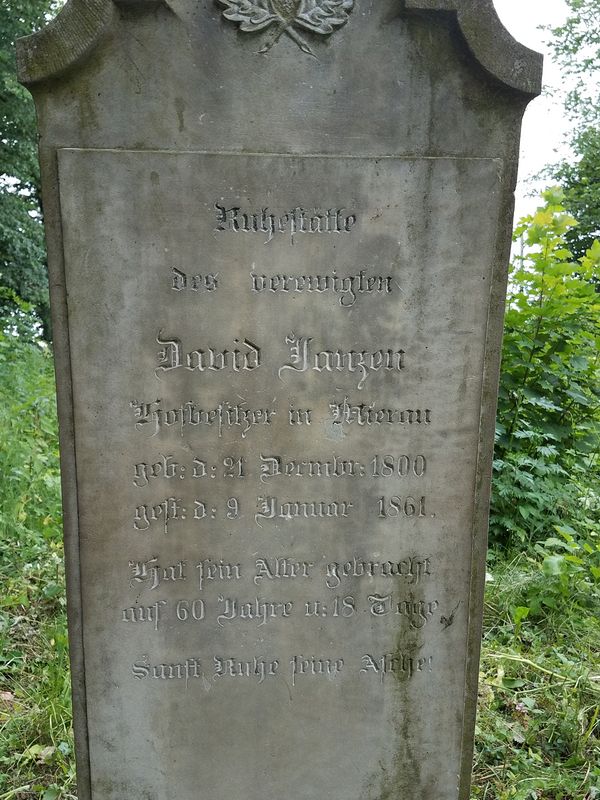 Ruhestätte
des verewigten
David Janzen
Hofbesitzer in Mierau
geb: d: 21 Decmbr: 1800
gest: d: 9 Januar 1861.
Hat sein Alter gebracht
auf 60 Jahre u: 18 Tage
Sanft Ruhe seine Asche!